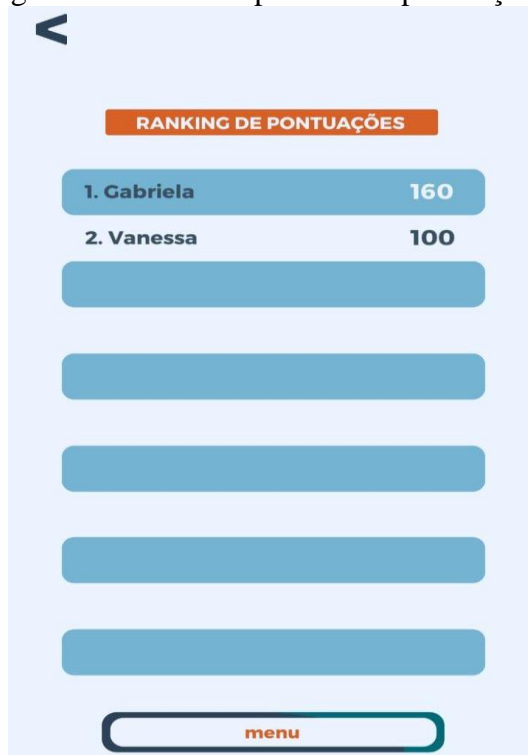 <
RANKING DE PONTUAÇÕES
1. Gabriela 160
2. Vanessa 100
menu